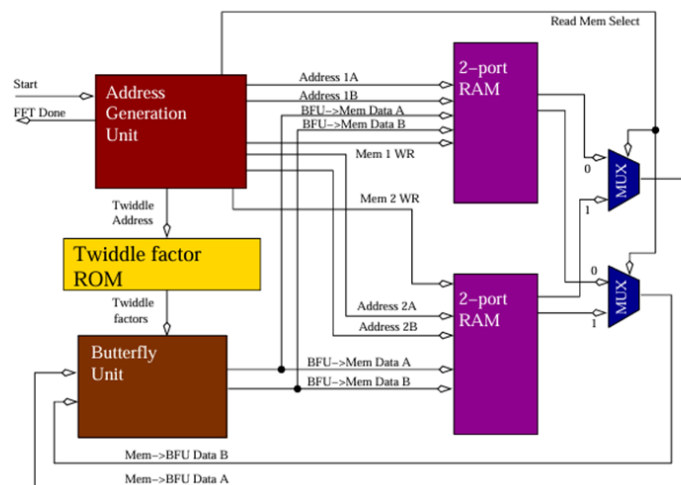 Read Mem Select
Start
FFT Done
Address
Generation
Unit
Address 1A
Address 1B
BFU->Mem Data A
BFU->Mem Data B
Mem 1 WR
2-port
RAM
0
MUX
1
Twiddle
Address
Mem 2 WR
Twiddle factor
ROM
Twiddle
factors
Address 2A
Address 2B
2-port
RAM
0
MUX
1
Butterfly
Unit
BFU->Mem Data A
BFU->Mem Data B
Mem->BFU Data B
Mem->BFU Data A